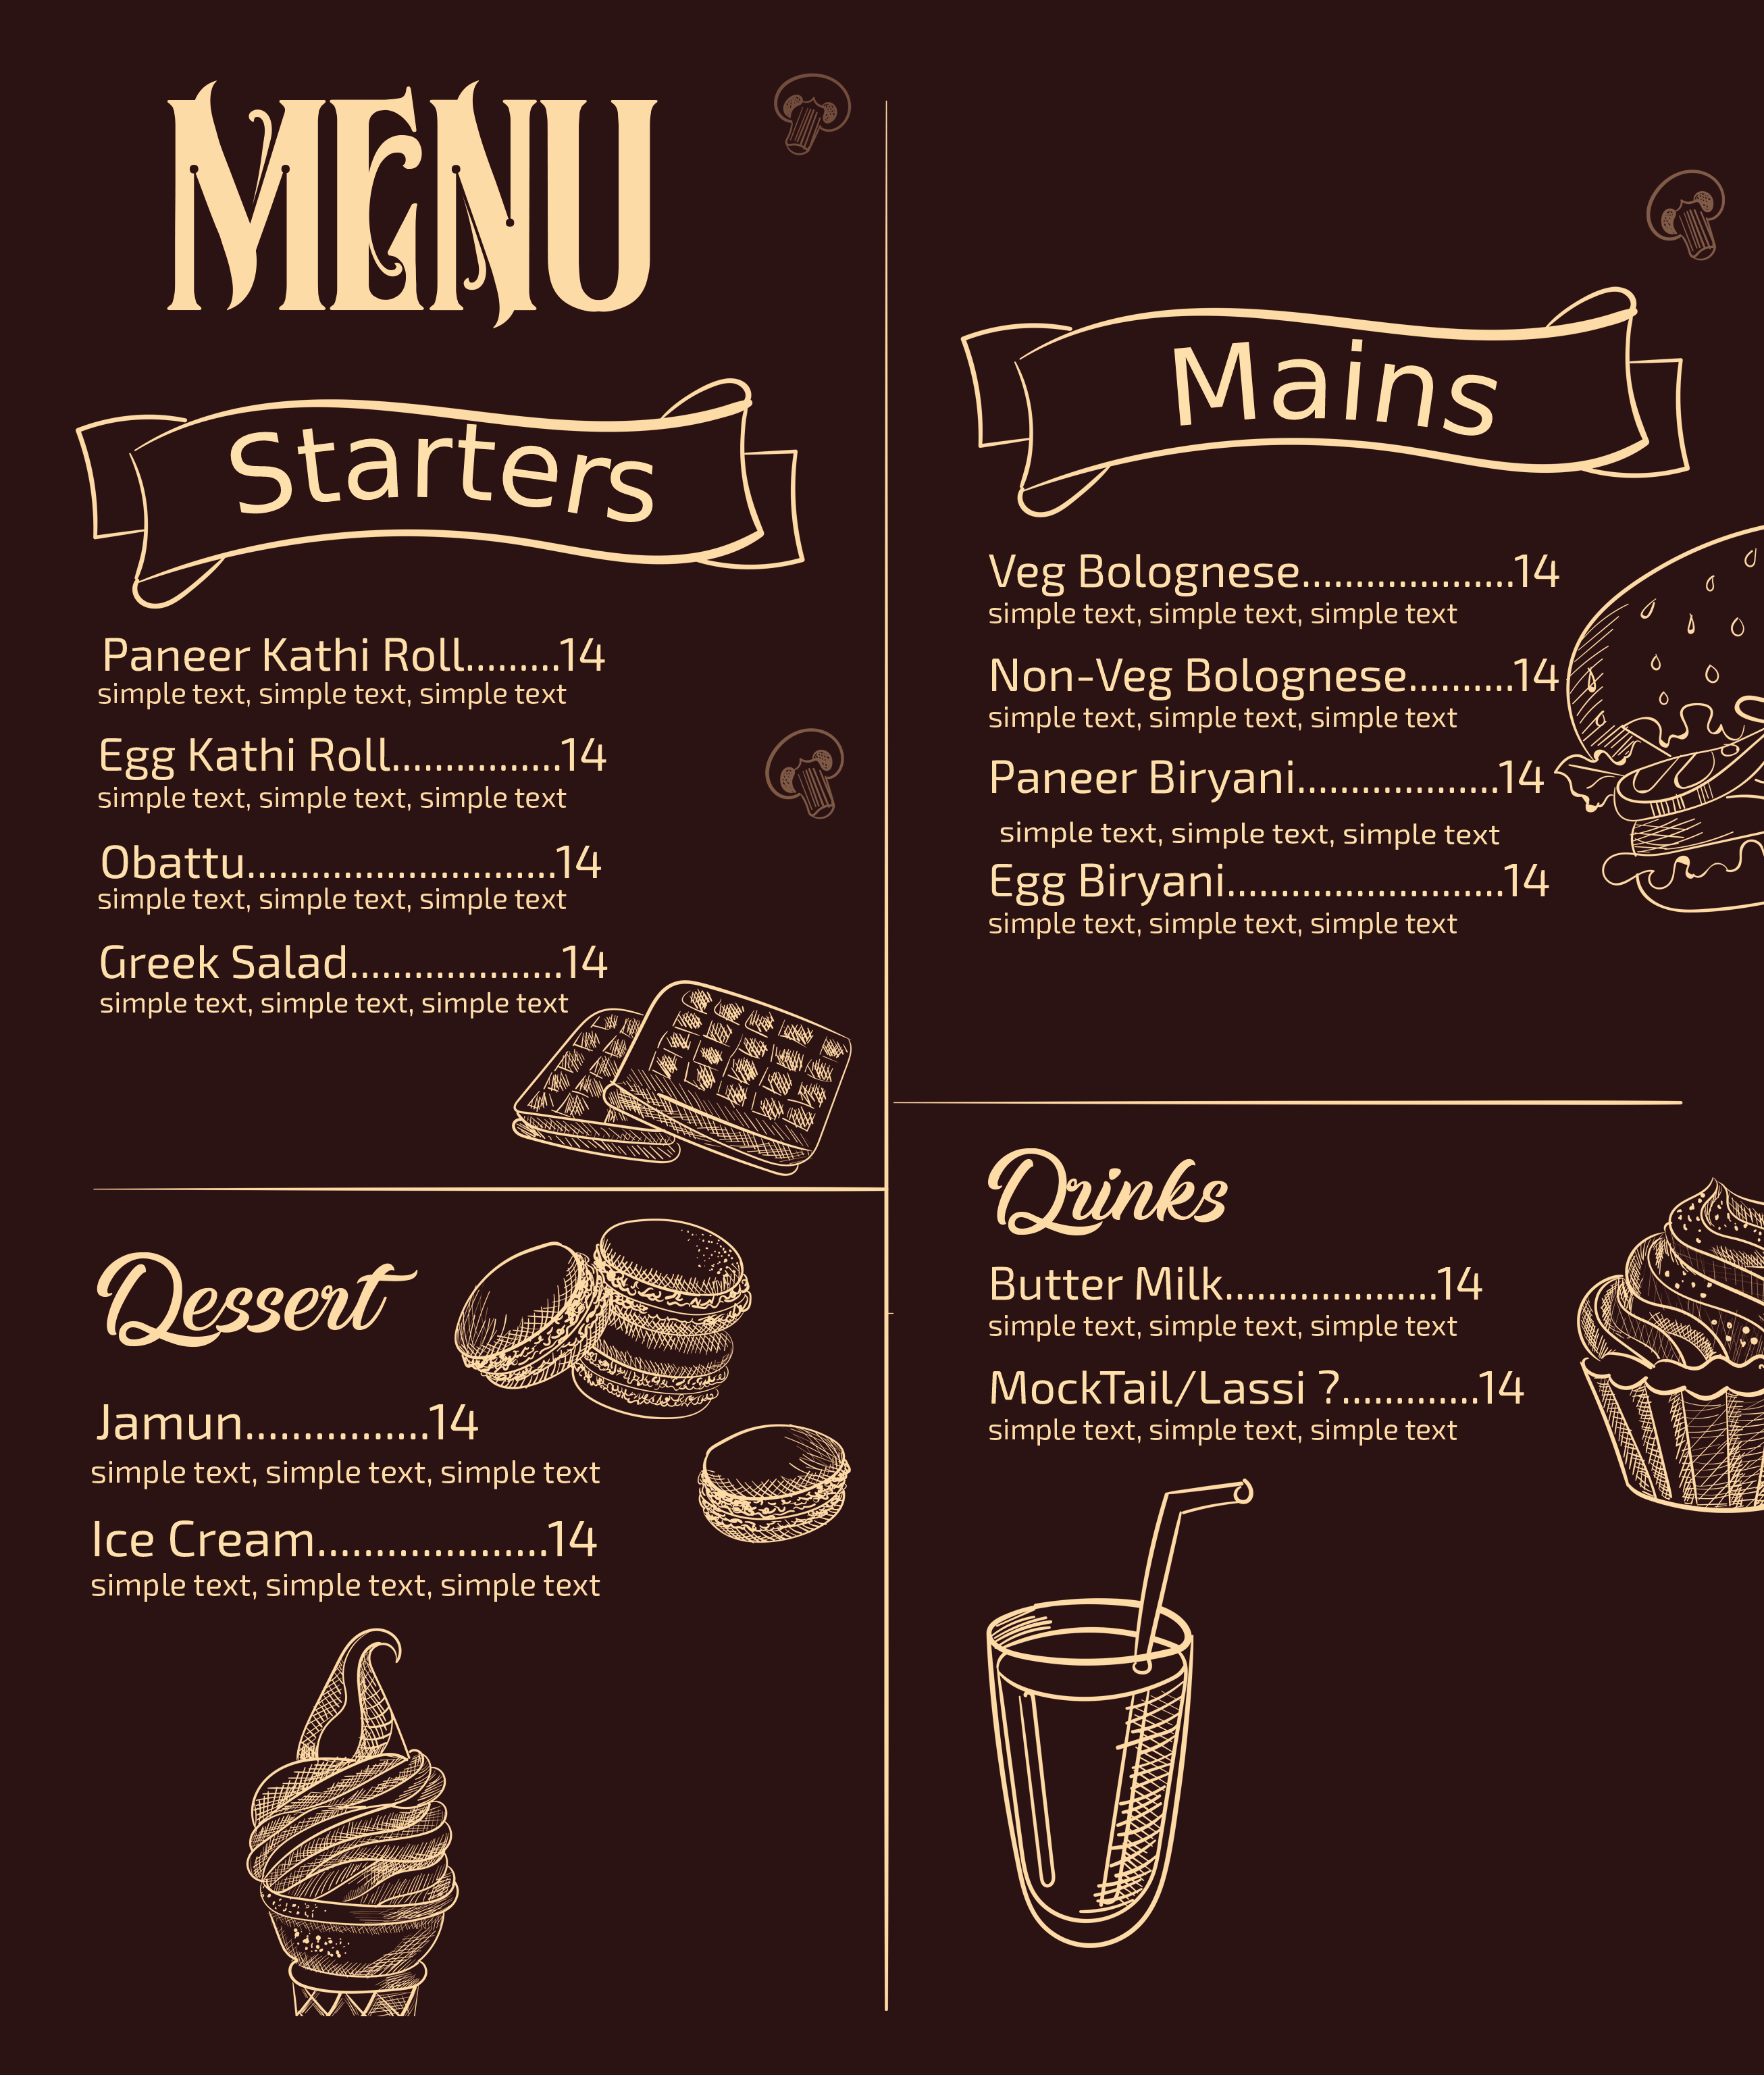 MENU
Starters
Paneer Kathi Roll.........14
simple text, simple text, simple text
Egg Kathi Roll................14
simple text, simple text, simple text
Obattu.............................14
simple text, simple text, simple text
Greek Salad....................14
simple text, simple text, simple text
Dessert
Jamun................14
simple text, simple text, simple text
Ice Cream....................14
simple text, simple text, simple text
Mains
Veg Bolognese....................14
simple text, simple text, simple text
Non-Veg Bolognese..........14
simple text, simple text, simple text
Paneer Biryani...................14
simple text, simple text, simple text
Egg Biryani..........................14
simple text, simple text, simple text
Drinks
Butter Milk....................14
simple text, simple text, simple text
MockTail/Lassi ?.............14
simple text, simple text, simple text